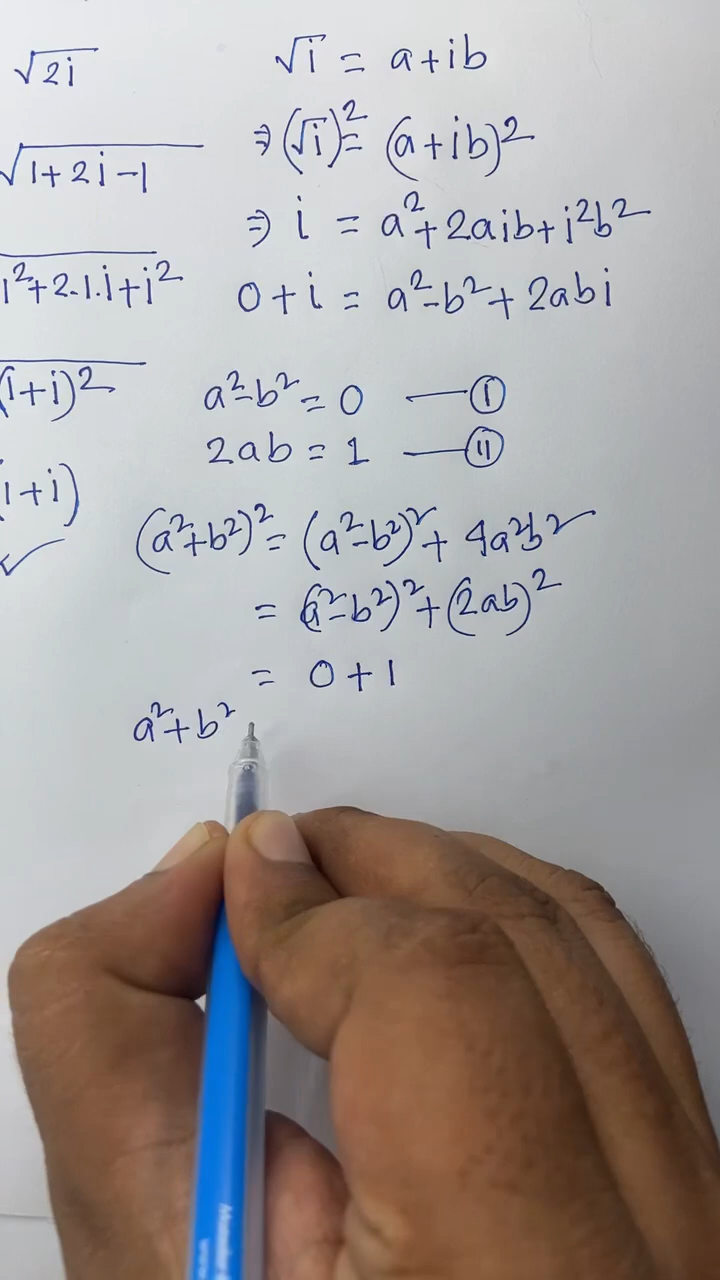 √2i
√1+2i-1
1²+2.1.i+i²
(1+i)²
(1+i)
√i = a+ib
⇒ (√i)² = (a+ib)²
⇒ i = a²+2aib+i²b²
0+i = a²-b²+2abi
a²-b² = 0 — (I)
2ab = 1 — (II)
(a²+b²)² = (a²-b²)²+4a²b²
= (a²-b²)²+(2ab)²
= 0+1
a²+b²